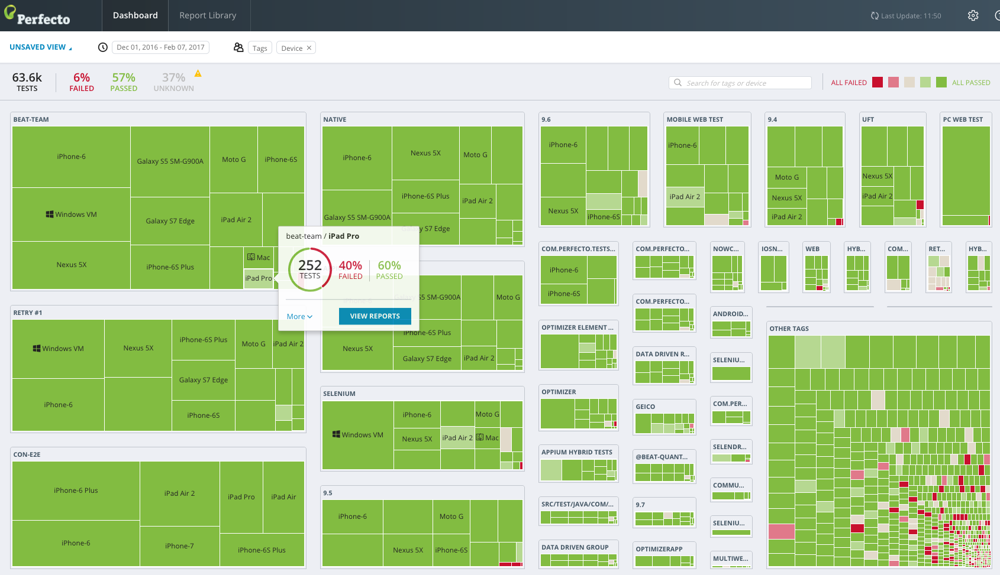 Perfecto
Dashboard
Report Library
Last Update: 11:50
UNSAVED VIEW
Dec 01, 2016 - Feb 07, 2017
Tags
Device ×
63.6k
TESTS
6%
FAILED
57%
PASSED
37%
UNKNOWN
Search for tags or device
ALL FAILED
ALL PASSED
BEAT-TEAM
iPhone-6
Galaxy S5 SM-G900A
Moto G
iPhone-6S
Windows VM
Galaxy S7 Edge
iPad Air 2
Nexus 5X
iPhone-6S Plus
Mac
iPad Pro
RETRY #1
Windows VM
Nexus 5X
iPhone-6S Plus
Moto G
iPad Air 2
Galaxy S7 Edge
iPhone-6
iPhone-6S
CON-E2E
iPhone-6 Plus
iPad Air 2
iPad Pro
iPad Air
iPhone-6
iPhone-7
iPhone-6S Plus
NATIVE
iPhone-6
Nexus 5X
Moto G
iPhone-6S Plus
iPad Air 2
Galaxy S5 SM-G900A
Galaxy S7 Edge
beat-team / iPad Pro
252
TESTS
40%
FAILED
60%
PASSED
More
VIEW REPORTS
iPhone-6
Galaxy S5 SM-G900A
Moto G
iPhone-6S Plus
Nexus 5X
Galaxy S7 Edge
iPad Air 2
SELENIUM
Windows VM
iPhone-6
Moto G
Nexus 5X
iPad Air 2
Mac
9.5
iPhone-6
Moto G
Nexus 5X
iPhone-6S
9.6
iPhone-6
Nexus 5X
iPhone-6S
MOBILE WEB TEST
iPhone-6
iPad Air 2
9.4
Moto G
Nexus 5X
iPad Air 2
UFT
Nexus 5X
iPad Air 2
PC WEB TEST
COM.PERFECTO.TESTS...
iPhone-6
iPhone-6S
COM.PERFECTO...
NOWC...
IOSN...
WEB
HYB...
COM...
RET...
HYB...
COM.PERFECTO...
ANDROID...
OPTIMIZER ELEMENT ...
DATA DRIVEN R...
SELENIU...
OTHER TAGS
OPTIMIZER
GEICO
COM.PER...
APPIUM HYBRID TESTS
@BEAT-QUANT...
SELENDR...
COMMU...
SRC/TEST/JAVA/COM/...
9.7
SELENIU...
DATA DRIVEN GROUP
OPTIMIZERAPP
MULTIWE...